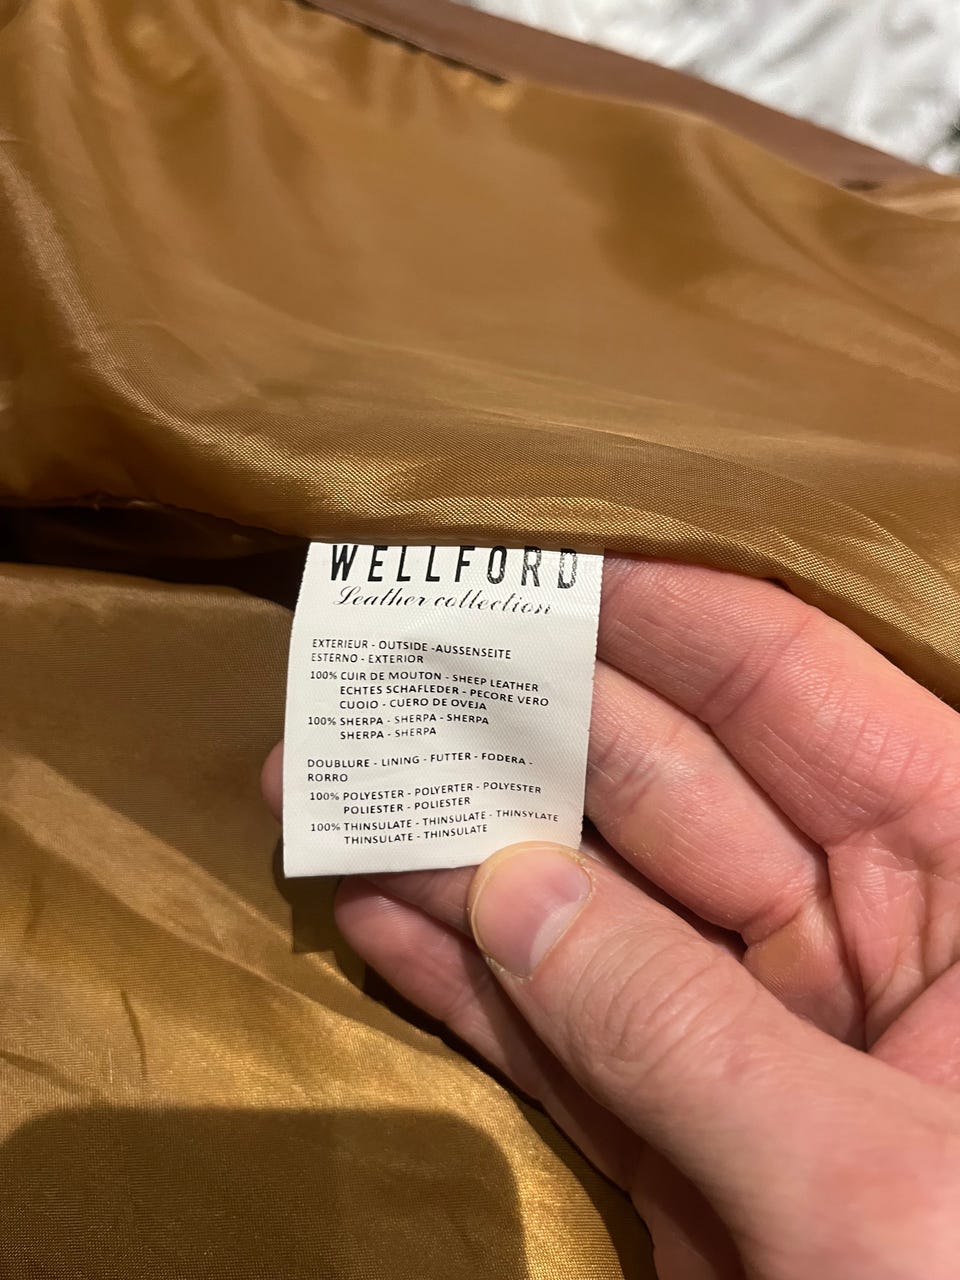 WELLFORD
Leather collection
EXTERIEUR - OUTSIDE -AUSSENSEITE
ESTERNO - EXTERIOR
100% CUIR DE MOUTON - SHEEP LEATHER
ECHTES SCHAFLEDER - PECORE VERO
CUOIO - CUERO DE OVEJA
100% SHERPA - SHERPA - SHERPA
SHERPA - SHERPA
DOUBLURE - LINING - FUTTER - FODERA -
RORRO
100% POLYESTER - POLYERTER - POLYESTER
POLIESTER - POLIESTER
100% THINSULATE - THINSULATE - THINSYLATE
THINSULATE - THINSULATE